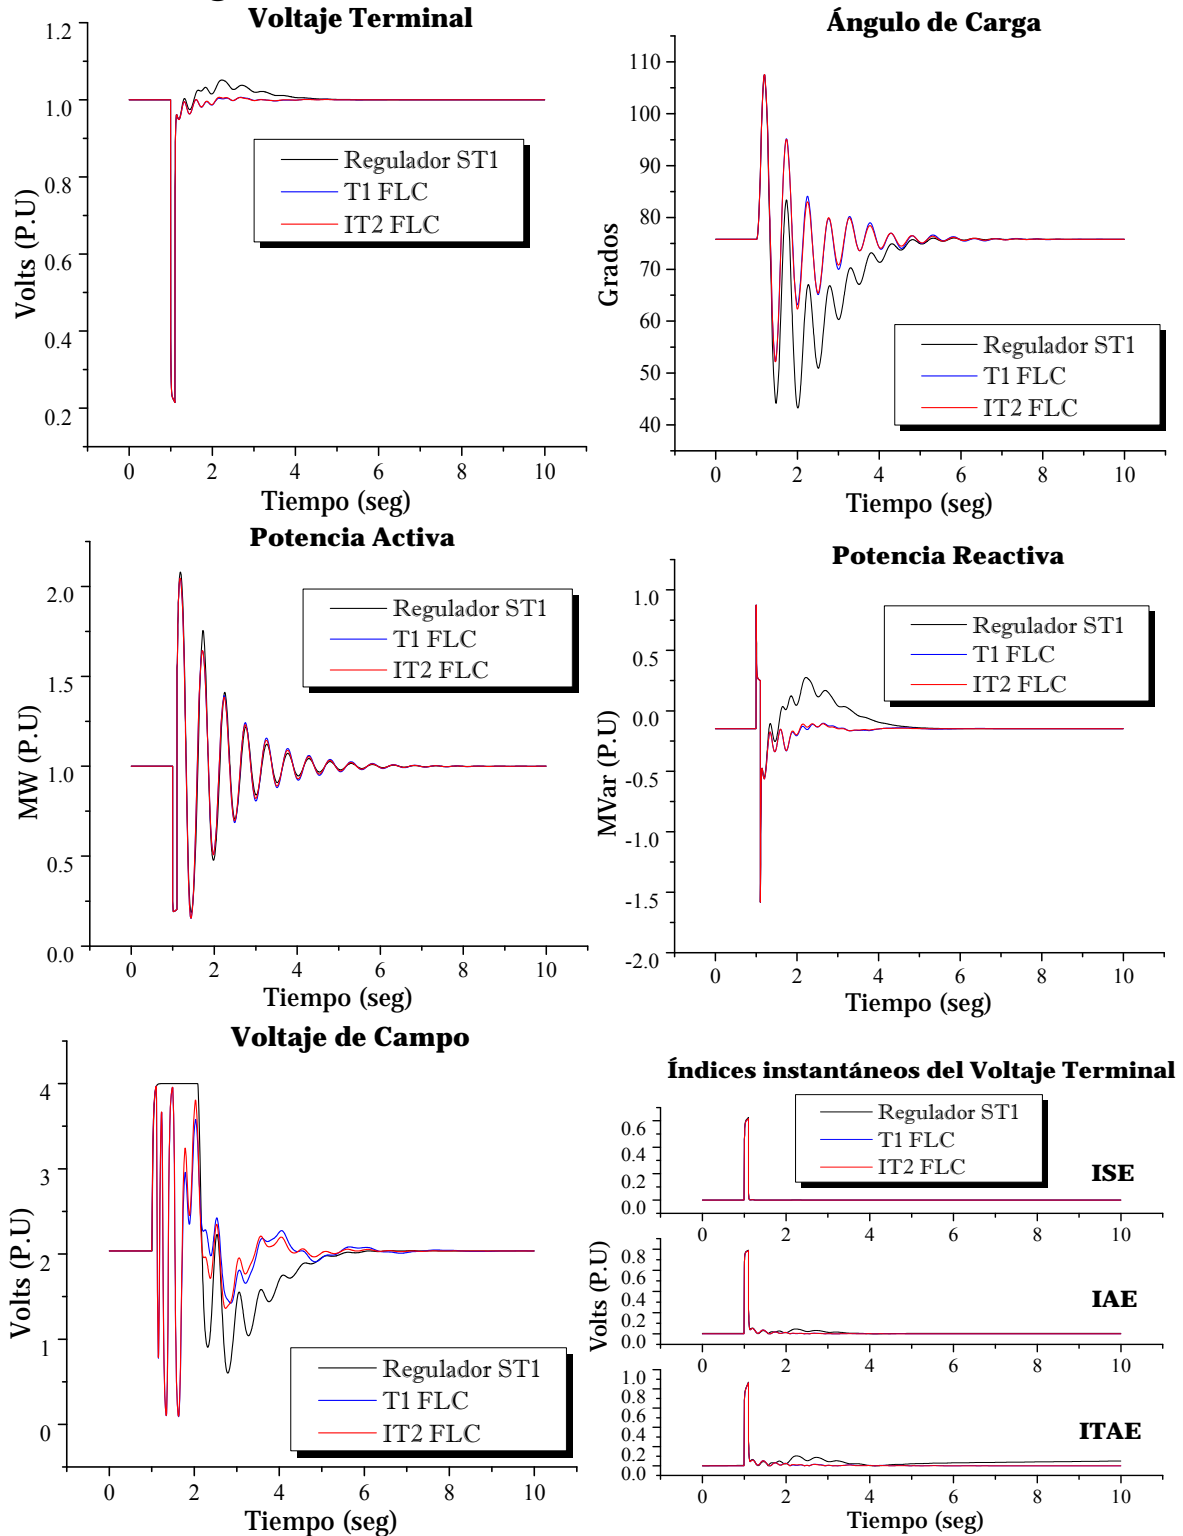 Voltaje Terminal
1.2
1.0
0.8
0.6
0.4
0.2
Volts (P.U)
Regulador ST1
T1 FLC
IT2 FLC
0 2 4 6 8 10
Tiempo (seg)
Ángulo de Carga
110
100
90
80
70
60
50
40
Grados
Regulador ST1
T1 FLC
IT2 FLC
0 2 4 6 8 10
Tiempo (seg)
Potencia Activa
2.0
1.5
1.0
0.5
0.0
MW (P.U)
Regulador ST1
T1 FLC
IT2 FLC
0 2 4 6 8 10
Tiempo (seg)
Potencia Reactiva
1.0
0.5
0.0
-0.5
-1.0
-1.5
-2.0
MVar (P.U)
Regulador ST1
T1 FLC
IT2 FLC
0 2 4 6 8 10
Tiempo (seg)
Voltaje de Campo
4
3
2
1
0
Volts (P.U)
Regulador ST1
T1 FLC
IT2 FLC
0 2 4 6 8 10
Tiempo (seg)
Índices instantáneos del Voltaje Terminal
Regulador ST1
T1 FLC
IT2 FLC
0.6
0.4
0.2
0.0
ISE
0 2 4 6 8 10
0.8
0.6
0.4
0.2
0.0
Volts (P.U)
IAE
0 2 4 6 8 10
1.0
0.8
0.6
0.4
0.2
0.0
ITAE
0 2 4 6 8 10
Tiempo (seg)